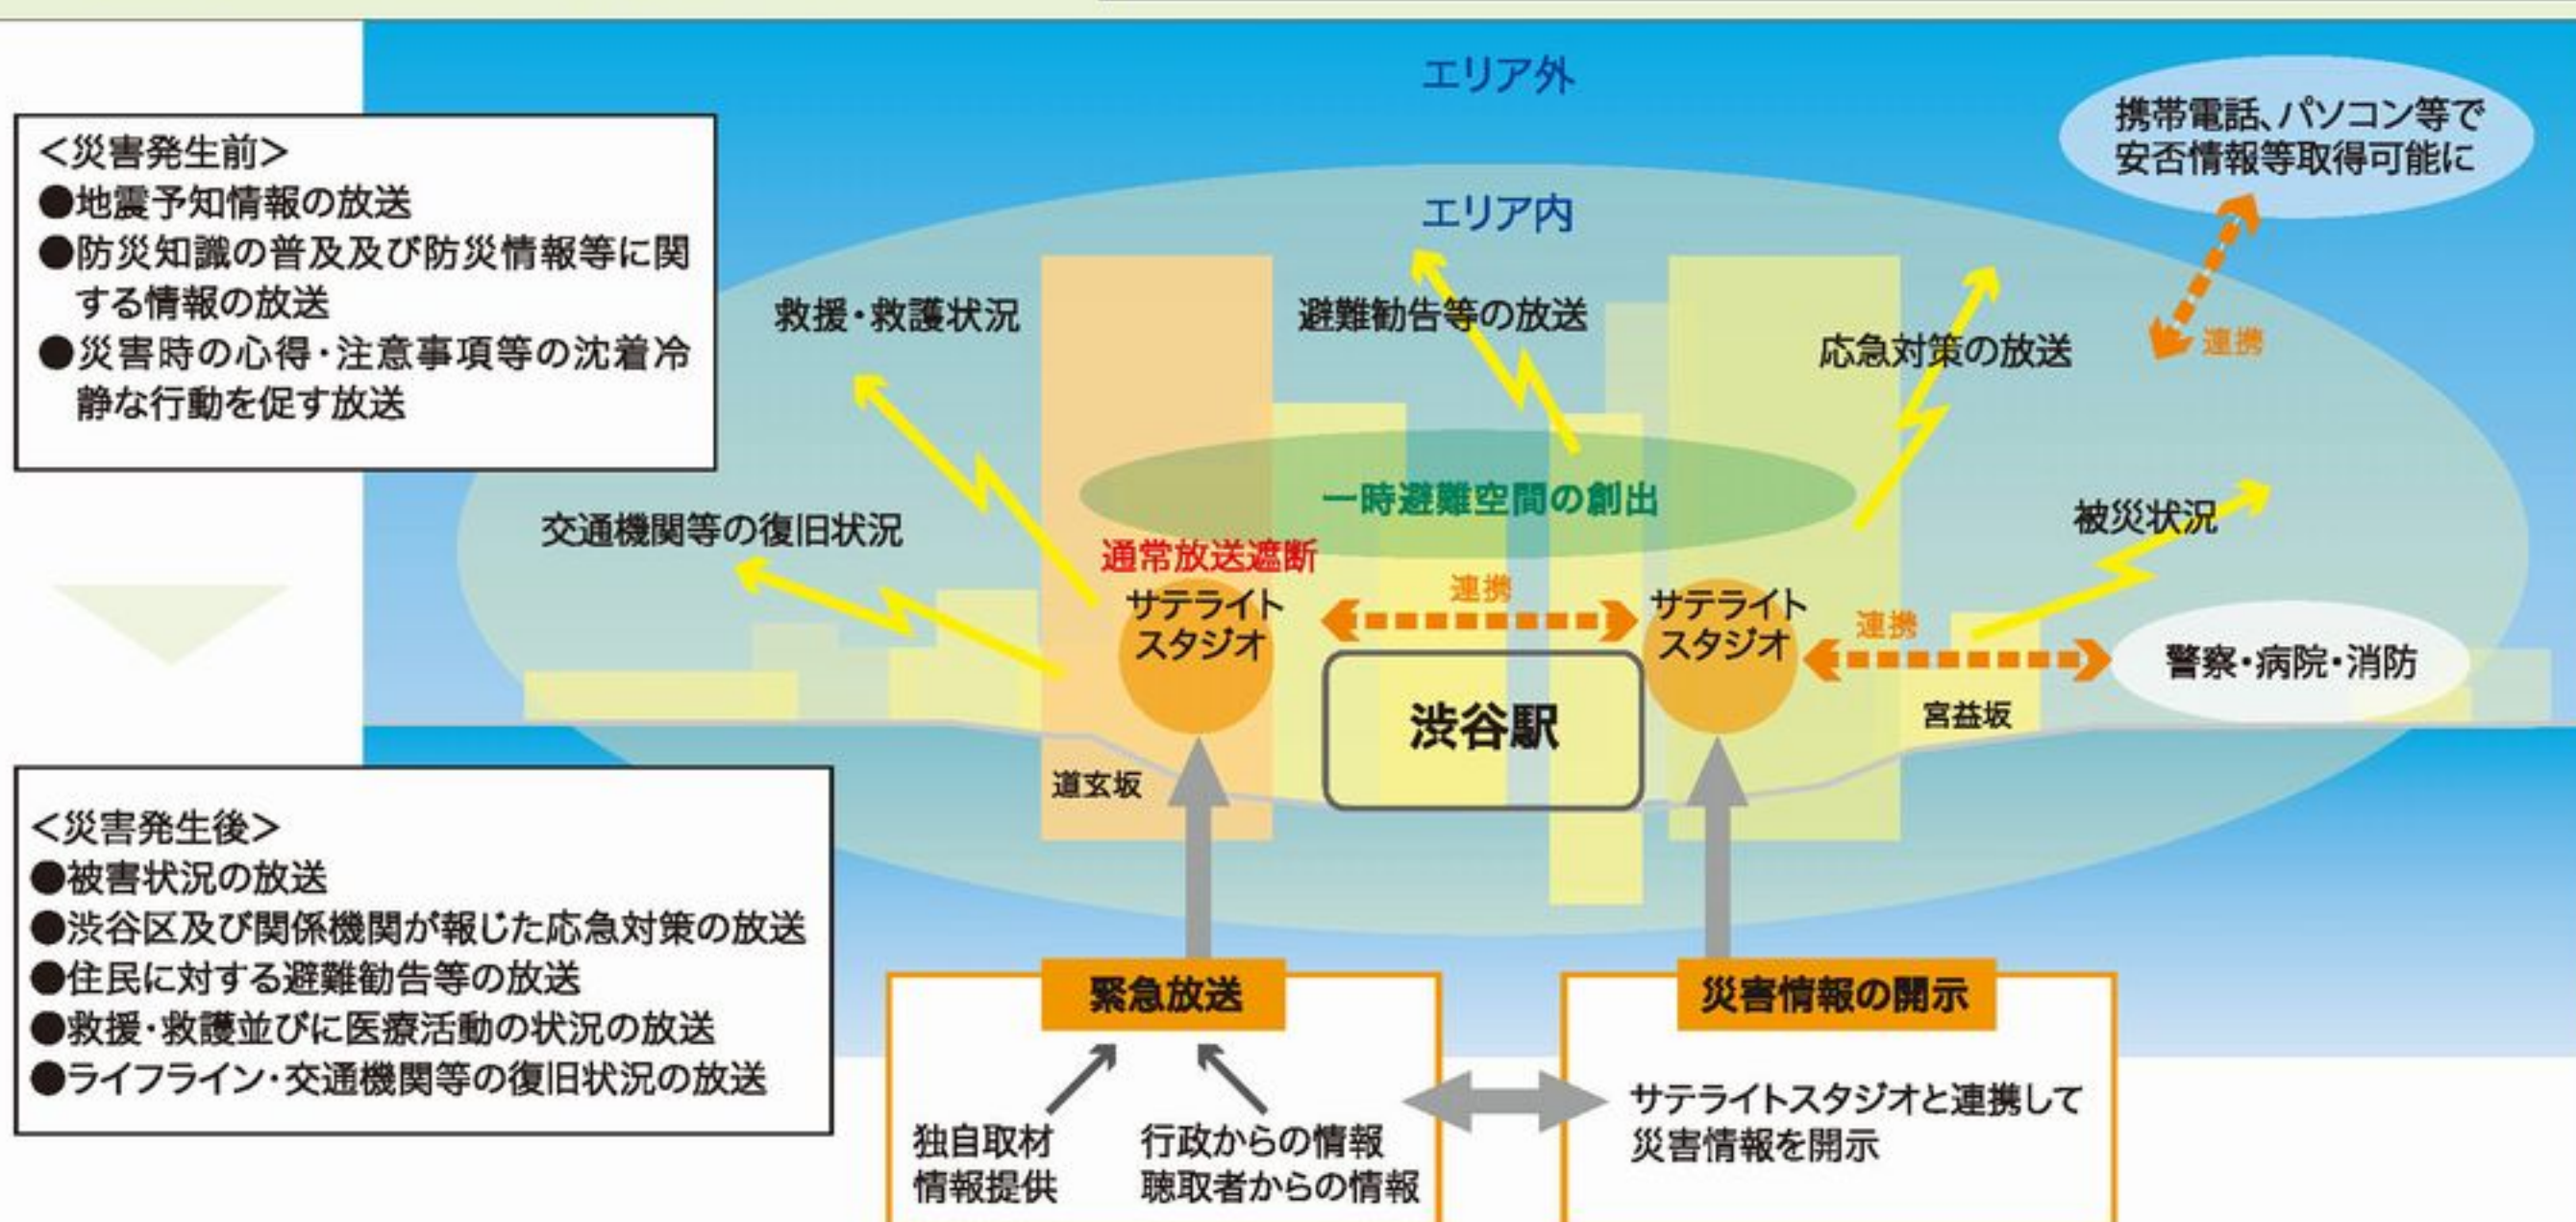 エリア外
携帯電話、パソコン等で
安否情報等取得可能に
<災害発生前>
●地震予知情報の放送
●防災知識の普及及び防災情報等に関
する情報の放送
●災害時の心得・注意事項等の沈着冷
静な行動を促す放送
エリア内
救援・救護状況
避難勧告等の放送
応急対策の放送
連携
一時避難空間の創出
交通機関等の復旧状況
被災状況
通常放送遮断
サテライト
スタジオ
連携
サテライト
スタジオ
連携
警察・病院・消防
渋谷駅
宮益坂
道玄坂
<災害発生後>
●被害状況の放送
●渋谷区及び関係機関が報じた応急対策の放送
●住民に対する避難勧告等の放送
●救援・救護並びに医療活動の状況の放送
●ライフライン・交通機関等の復旧状況の放送
緊急放送
独自取材
情報提供
行政からの情報
聴取者からの情報
災害情報の開示
サテライトスタジオと連携して
災害情報を開示